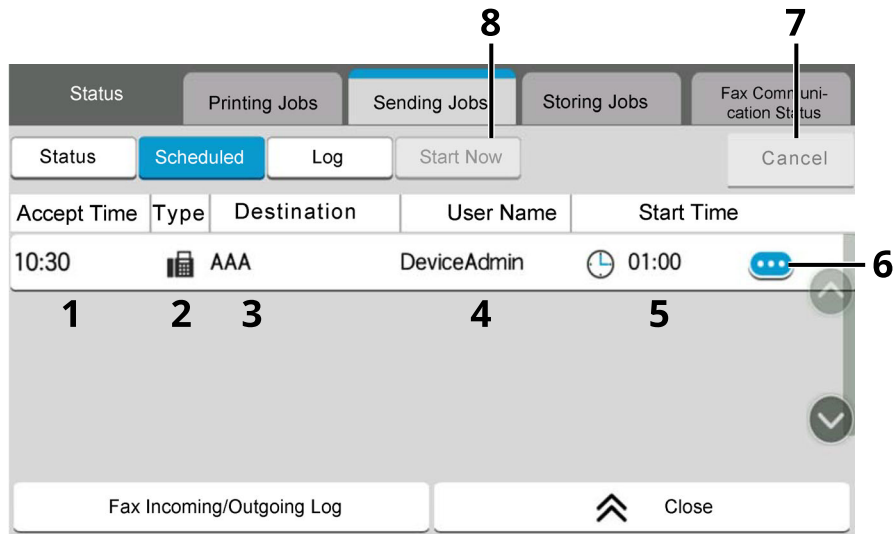 8 7
Status Printing Jobs Sending Jobs Storing Jobs Fax Communi-
cation Status
Status Scheduled Log Start Now Cancel
Accept Time Type Destination User Name Start Time
10:30 AAA DeviceAdmin 01:00 6
1 2 3 4 5
Fax Incoming/Outgoing Log Close